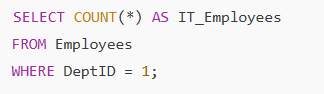 SELECT COUNT(*) AS IT_Employees
FROM Employees
WHERE DeptID = 1;